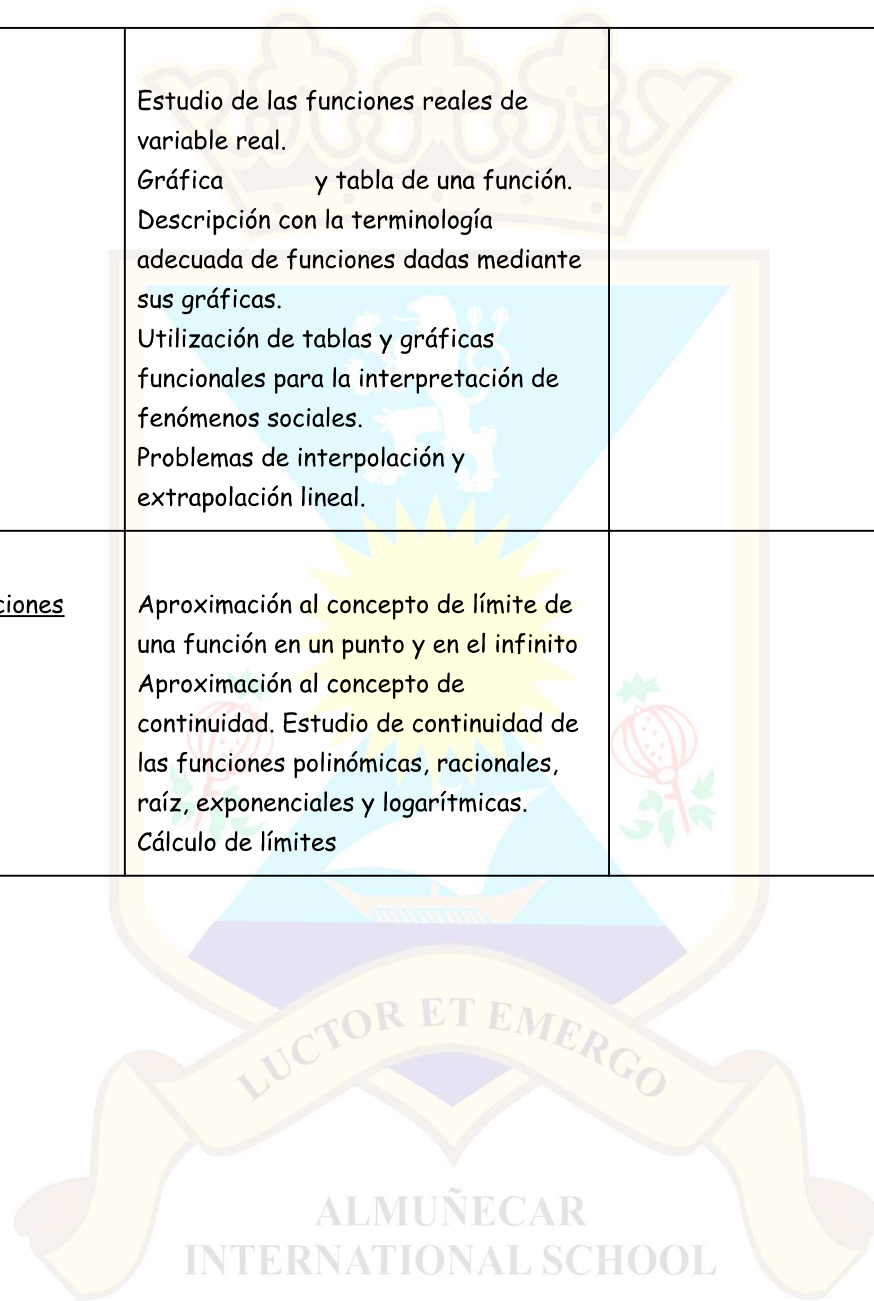 Estudio de las funciones reales de
variable real.
Gráfica y tabla de una función.
Descripción con la terminología
adecuada de funciones dadas mediante
sus gráficas.
Utilización de tablas y gráficas
funcionales para la interpretación de
fenómenos sociales.
Problemas de interpolación y
extrapolación lineal.
ciones
Aproximación al concepto de límite de
una función en un punto y en el infinito
Aproximación al concepto de
continuidad. Estudio de continuidad de
las funciones polinómicas, racionales,
raíz, exponenciales y logarítmicas.
Cálculo de límites
LUCTOR ET EMERGO
ALMUÑECAR
INTERNATIONAL SCHOOL